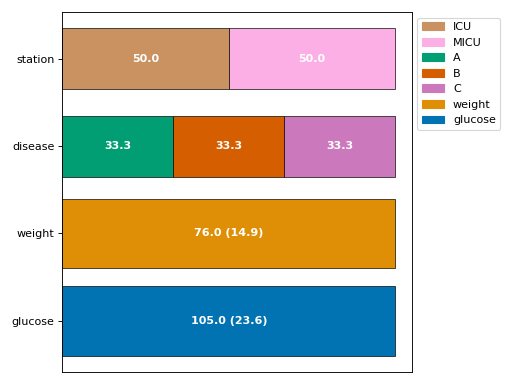 station
50.0
50.0
disease
33.3
33.3
33.3
weight
76.0 (14.9)
glucose
105.0 (23.6)
ICU
MICU
A
B
C
weight
glucose